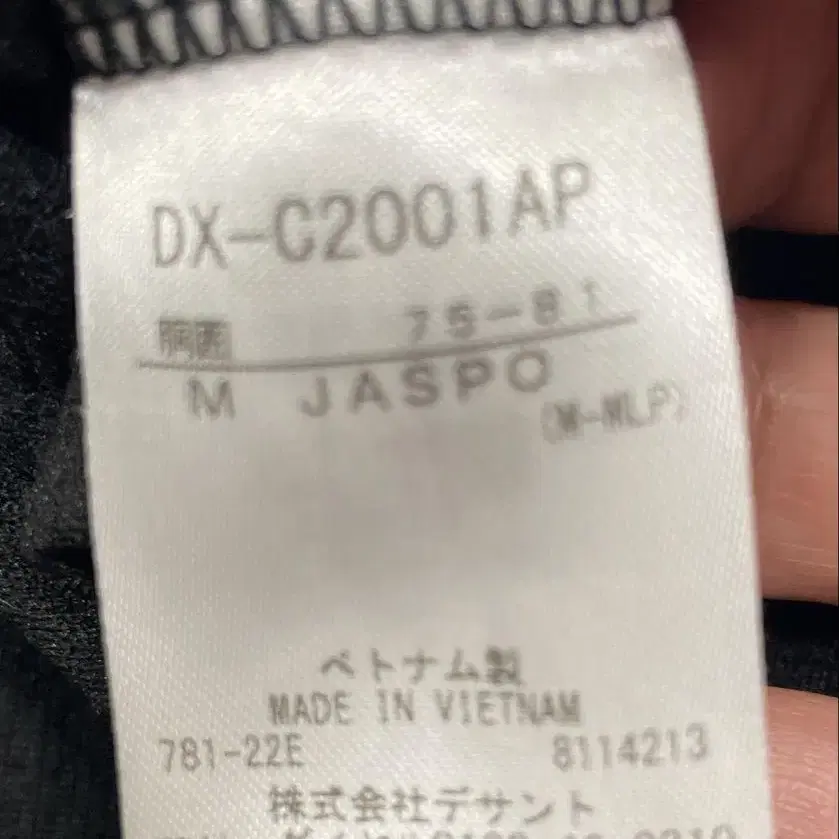 DX-C2001AP
胸囲 75-81
M JASPO
(M-MLP)
ベトナム製
MADE IN VIETNAM
781-22E 8114213
株式会社デサント